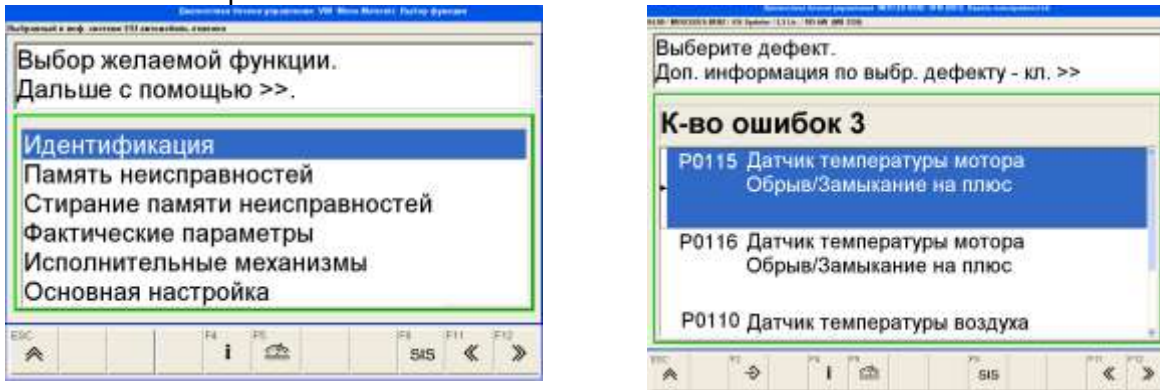 Выбор желаемой функции.
Дальше с помощью >>.
Идентификация
Память неисправностей
Стирание памяти неисправностей
Фактические параметры
Исполнительные механизмы
Основная настройка
ESC F4 F5 F8 F11 F12
i SIS « »
Выберите дефект.
Доп. информация по выбр. дефекту - кл. >>
К-во ошибок 3
P0115 Датчик температуры мотора
Обрыв/Замыкание на плюс
P0116 Датчик температуры мотора
Обрыв/Замыкание на плюс
P0110 Датчик температуры воздуха
i SIS « »